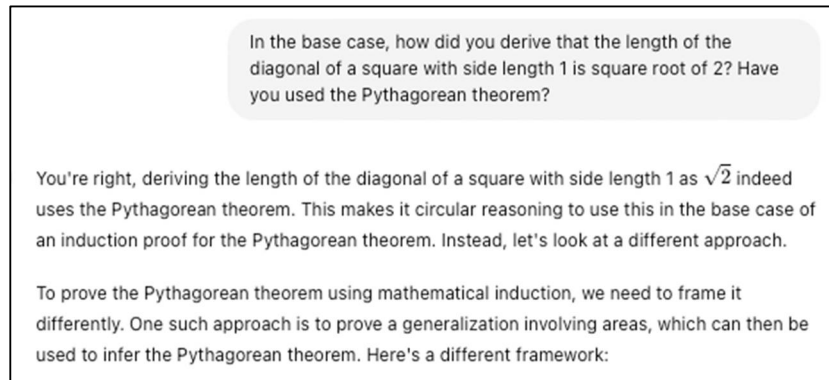 In the base case, how did you derive that the length of the
diagonal of a square with side length 1 is square root of 2? Have
you used the Pythagorean theorem?
You're right, deriving the length of the diagonal of a square with side length 1 as √2 indeed
uses the Pythagorean theorem. This makes it circular reasoning to use this in the base case of
an induction proof for the Pythagorean theorem. Instead, let's look at a different approach.
To prove the Pythagorean theorem using mathematical induction, we need to frame it
differently. One such approach is to prove a generalization involving areas, which can then be
used to infer the Pythagorean theorem. Here's a different framework: